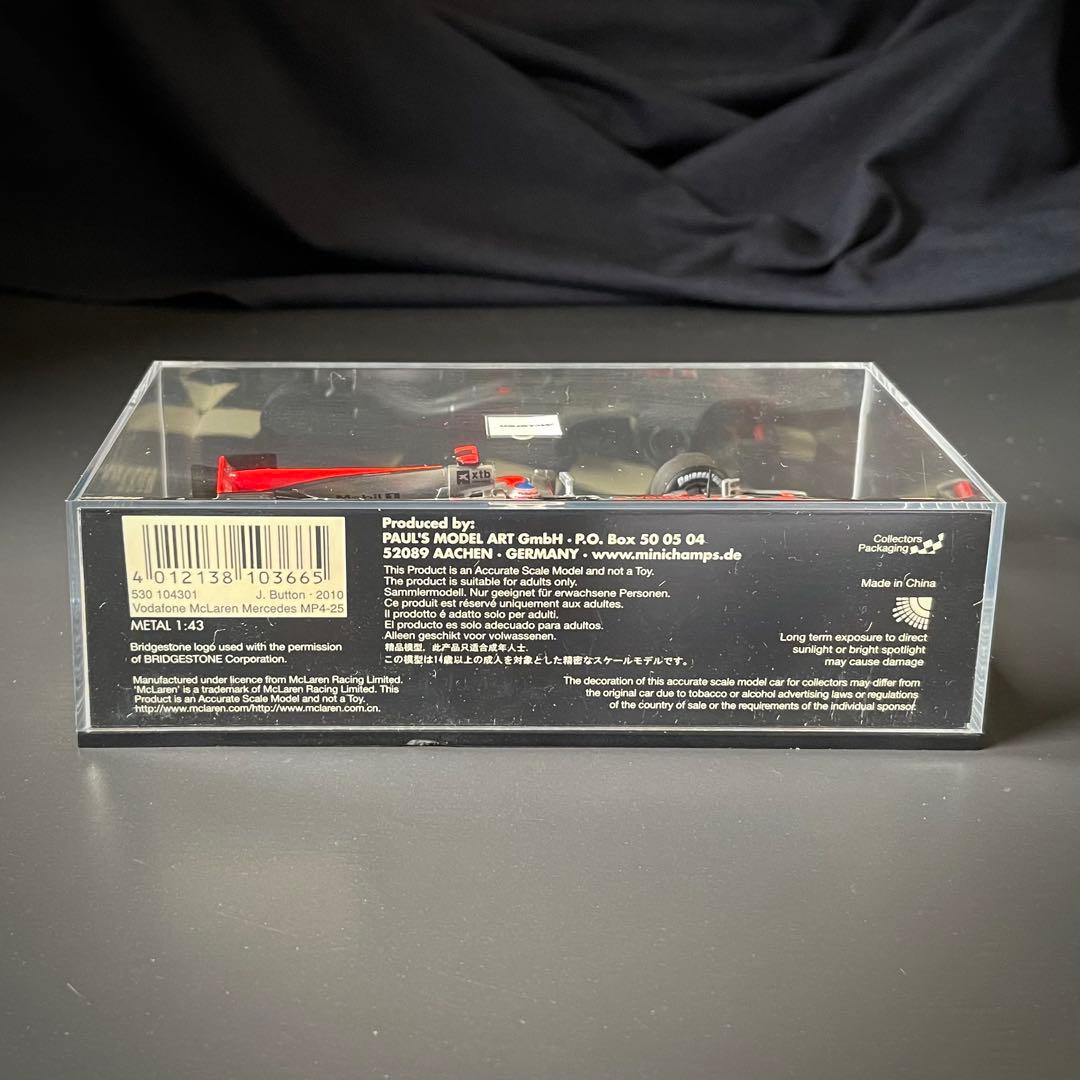 xtb
Mobil 1
4 012138 103665
530 104301 J. Button - 2010
Vodafone McLaren Mercedes MP4-25
METAL 1:43
Bridgestone logo used with the permission
of BRIDGESTONE Corporation.
Manufactured under licence from McLaren Racing Limited.
'McLaren' is a trademark of McLaren Racing Limited. This
Product is an Accurate Scale Model and not a Toy.
http://www.mclaren.com/http://www.mclaren.com.cn.
Produced by:
PAUL'S MODEL ART GmbH · P.O. Box 50 05 04
52089 AACHEN · GERMANY · www.minichamps.de
This Product is an Accurate Scale Model and not a Toy.
The product is suitable for adults only.
Sammlermodell. Nur geeignet für erwachsene Personen.
Ce produit est réservé uniquement aux adultes.
Il prodotto é adatto solo per adulti.
El producto es solo adecuado para adultos.
Alleen geschikt voor volwassenen.
精品模型，此产品只适合成年人士.
この模型は14歳以上の成人を対象とした精密なスケールモデルです。
Collectors
Packaging
Made in China
Long term exposure to direct
sunlight or bright spotlight
may cause damage
The decoration of this accurate scale model car for collectors may differ from
the original car due to tobacco or alcohol advertising laws or regulations
of the country of sale or the requirements of the individual sponsor.